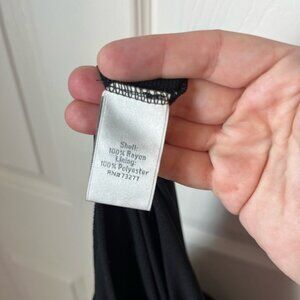 Shell:
100% Rayon
Lining:
100% Polyester
RN#73277